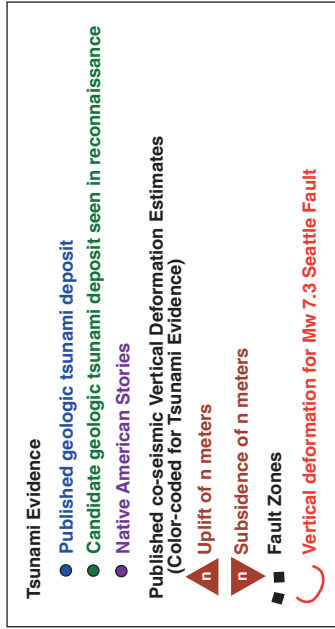 Tsunami Evidence
Published geologic tsunami deposit
Candidate geologic tsunami deposit seen in reconnaissance
Native American Stories
Published co-seismic Vertical Deformation Estimates
(Color-coded for Tsunami Evidence)
n Uplift of n meters
n Subsidence of n meters
Fault Zones
Vertical deformation for Mw 7.3 Seattle Fault